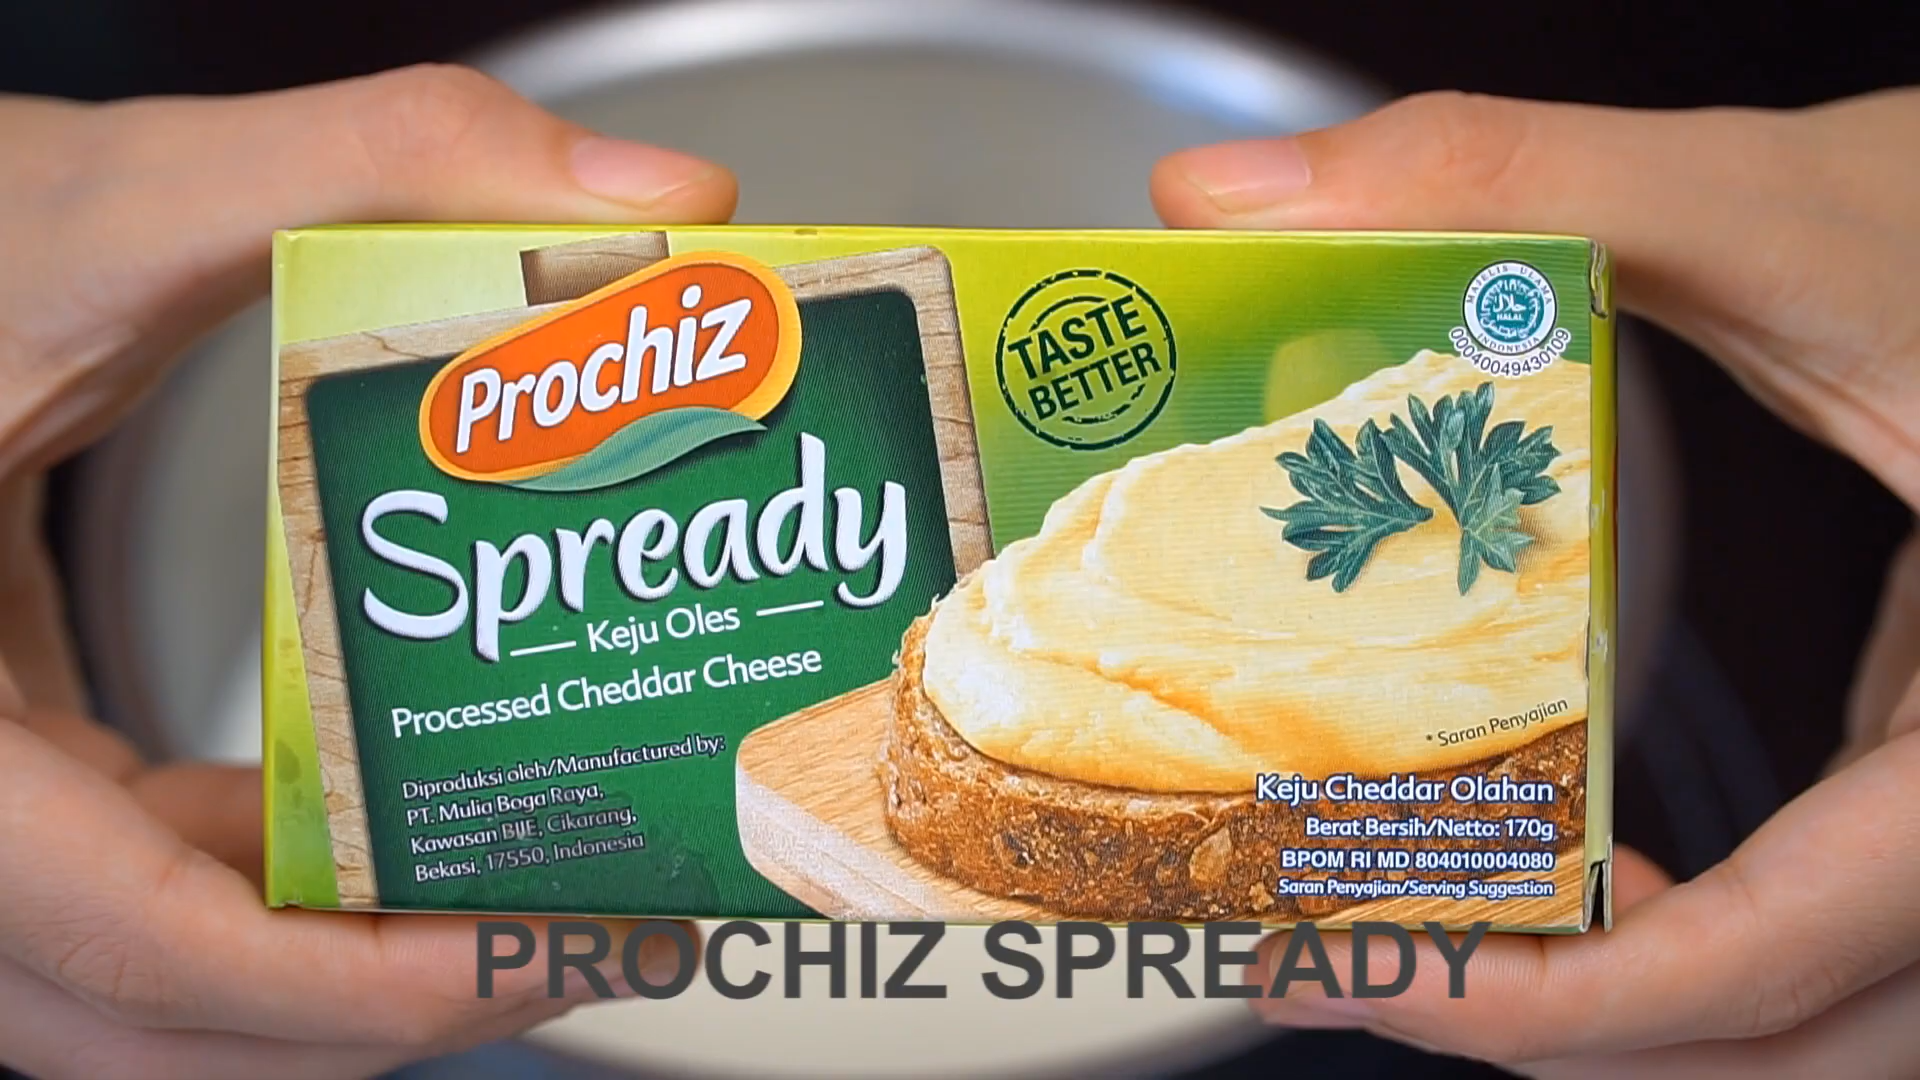 Prochiz
Spready
Keju Oles
Processed Cheddar Cheese
Diproduksi oleh/Manufactured by:
PT. Mulia Boga Raya,
Kawasan BIIE, Cikarang,
Bekasi, 17550, Indonesia
TASTE
BETTER
MAJELIS ULAMA
حلال
HALAL
INDONESIA
00040049430109
* Saran Penyajian
Keju Cheddar Olahan
Berat Bersih/Netto: 170g
BPOM RI MD 804010004080
Saran Penyajian/Serving Suggestion
PROCHIZ SPREADY